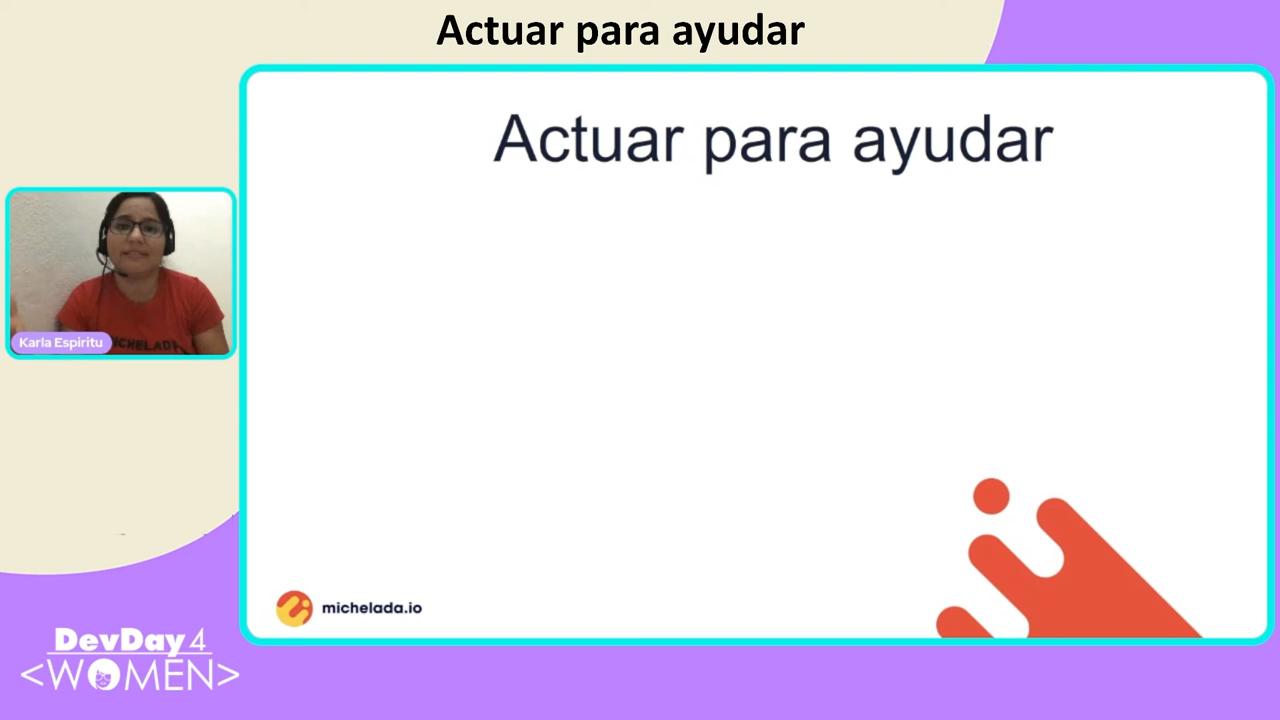 Actuar para ayudar
Actuar para ayudar
Karla Espiritu
michelada.io
DevDay4
<WOMEN>